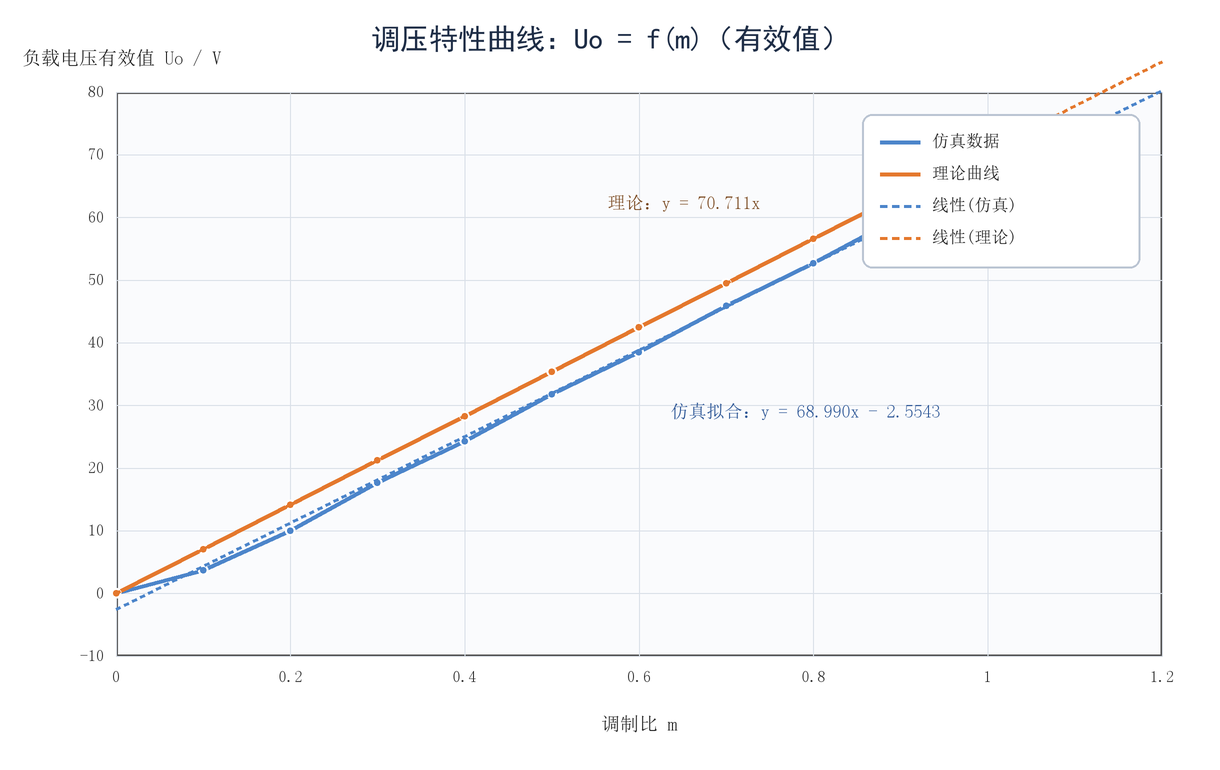 调压特性曲线：Uo = f(m)（有效值）
负载电压有效值 Uo / V
80
70
60
50
40
30
20
10
0
-10
仿真数据
理论曲线
线性(仿真)
线性(理论)
理论：y = 70.711x
仿真拟合：y = 68.990x − 2.5543
0 0.2 0.4 0.6 0.8 1 1.2
调制比 m